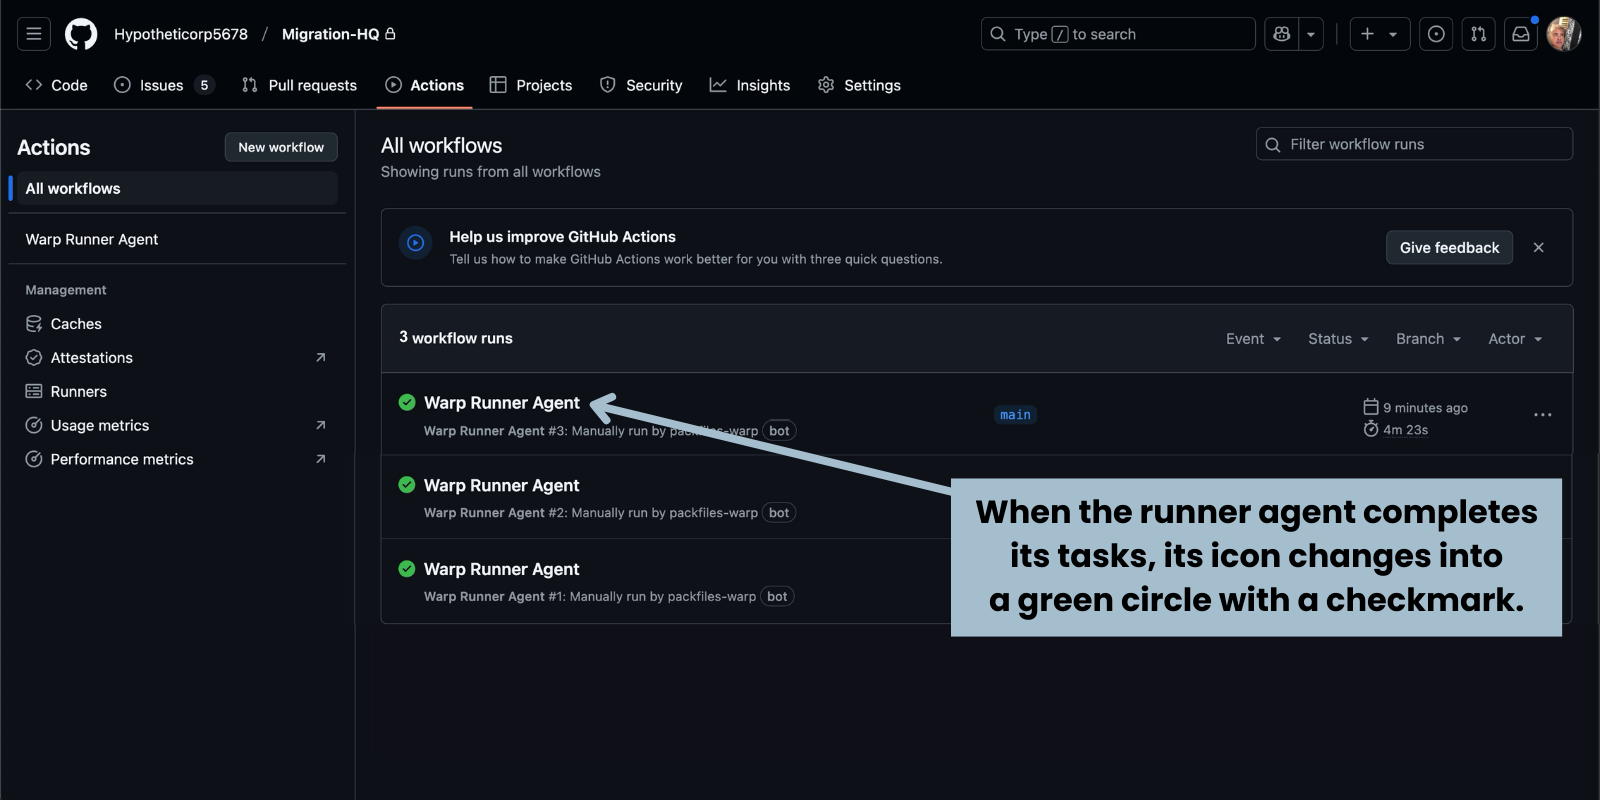 Hypotheticorp5678 / Migration-HQ
Type / to search
Code
Issues 5
Pull requests
Actions
Projects
Security
Insights
Settings
Actions
New workflow
All workflows
Warp Runner Agent
Management
Caches
Attestations
Runners
Usage metrics
Performance metrics
All workflows
Showing runs from all workflows
Filter workflow runs
Help us improve GitHub Actions
Tell us how to make GitHub Actions work better for you with three quick questions.
Give feedback
3 workflow runs
Event
Status
Branch
Actor
Warp Runner Agent
Warp Runner Agent #3: Manually run by packfiles-warp bot
main
9 minutes ago
4m 23s
Warp Runner Agent
Warp Runner Agent #2: Manually run by packfiles-warp bot
Warp Runner Agent
Warp Runner Agent #1: Manually run by packfiles-warp bot
When the runner agent completes
its tasks, its icon changes into
a green circle with a checkmark.